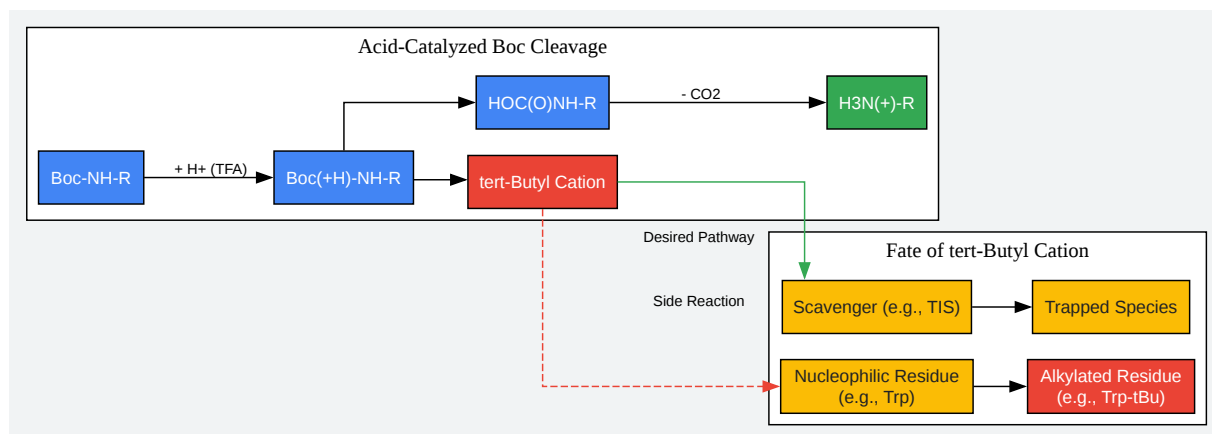 Acid-Catalyzed Boc Cleavage
HOC(O)NH-R
- CO2
H3N(+)-R
Boc-NH-R
+ H+ (TFA)
Boc(+H)-NH-R
tert-Butyl Cation
Desired Pathway
Fate of tert-Butyl Cation
Side Reaction
Scavenger (e.g., TIS)
Trapped Species
Nucleophilic Residue
(e.g., Trp)
Alkylated Residue
(e.g., Trp-tBu)